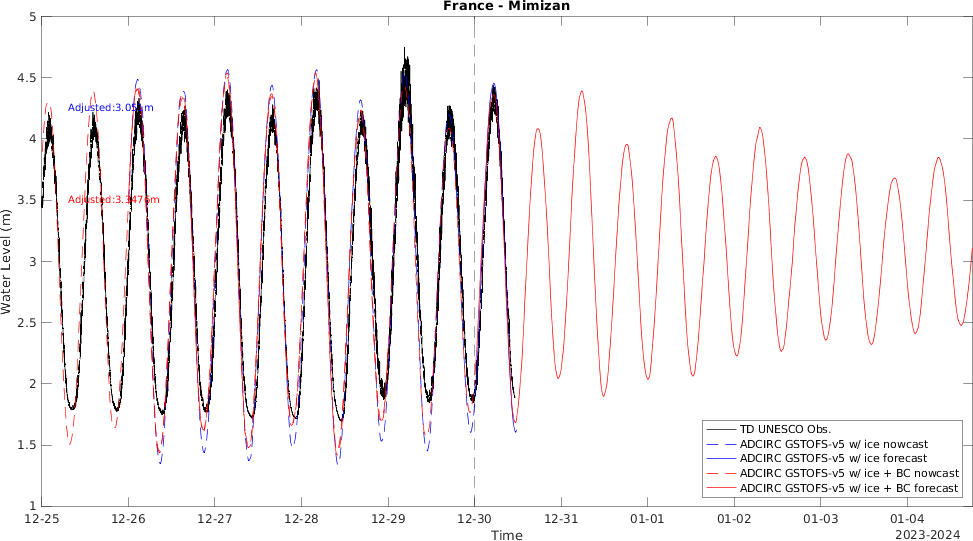 France - Mimizan
5
4.5
4
3.5
3
2.5
2
1.5
1
Water Level (m)
Adjusted:3.05 m
Adjusted:3.3476m
TD UNESCO Obs.
ADCIRC GSTOFS-v5 w/ ice nowcast
ADCIRC GSTOFS-v5 w/ ice forecast
ADCIRC GSTOFS-v5 w/ ice + BC nowcast
ADCIRC GSTOFS-v5 w/ ice + BC forecast
12-25 12-26 12-27 12-28 12-29 12-30 12-31 01-01 01-02 01-03 01-04
Time
2023-2024